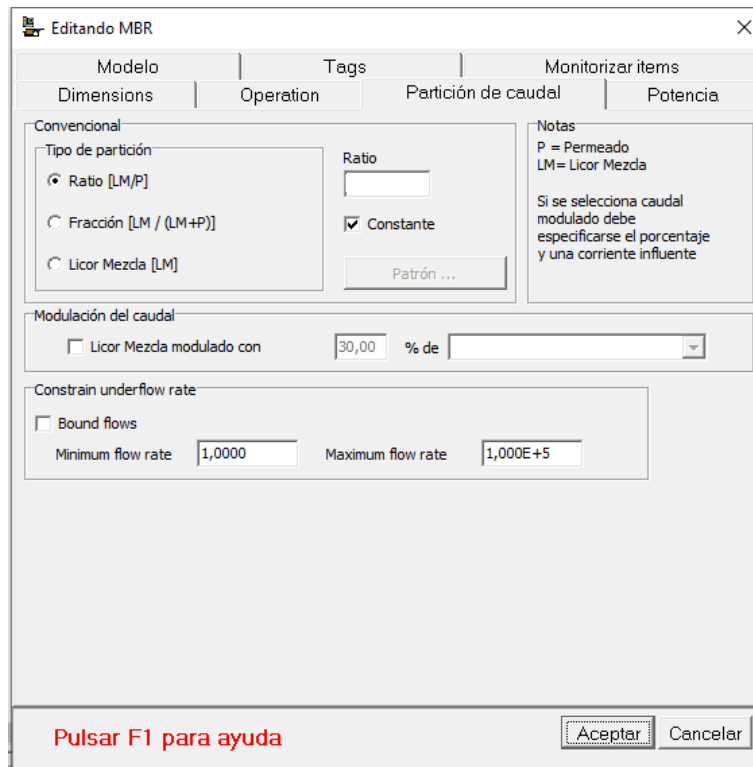 Editando MBR
Modelo Tags Monitorizar items
Dimensions Operation Partición de caudal Potencia
Convencional
Tipo de partición
Ratio [LM/P]
Fracción [LM / (LM+P)]
Licor Mezcla [LM]
Ratio
Constante
Patrón ...
Notas
P = Permeado
LM= Licor Mezcla
Si se selecciona caudal
modulado debe
especificarse el porcentaje
y una corriente influente
Modulación del caudal
Licor Mezcla modulado con 30,00 % de
Constrain underflow rate
Bound flows
Minimum flow rate 1,0000 Maximum flow rate 1,000E+5
Pulsar F1 para ayuda
Aceptar Cancelar